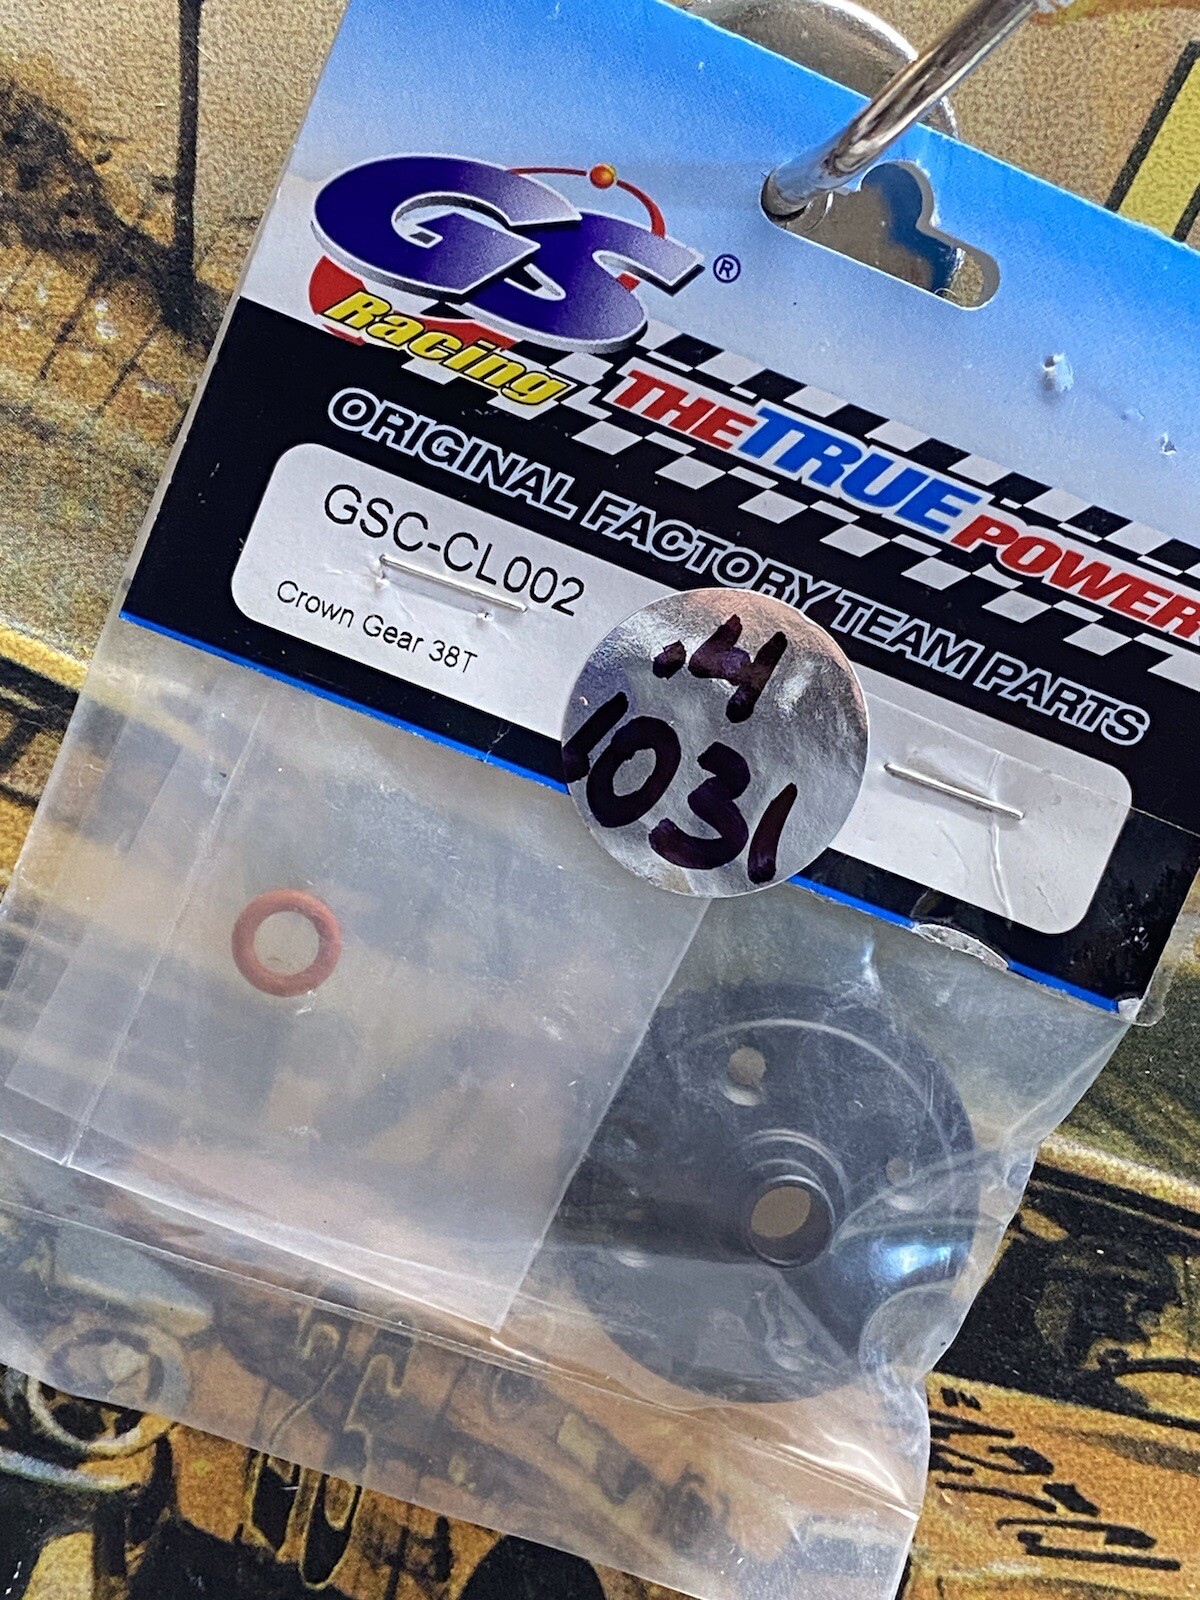 GS®
Racing
THE TRUE POWER
ORIGINAL FACTORY TEAM PARTS
GSC-CL002
Crown Gear 38T
.4
1031